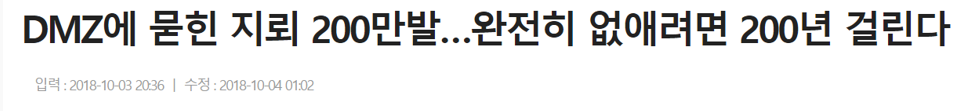 DMZ에 묻힌 지뢰 200만발...완전히 없애려면 200년 걸린다
입력 : 2018-10-03 20:36 | 수정 : 2018-10-04 01:02